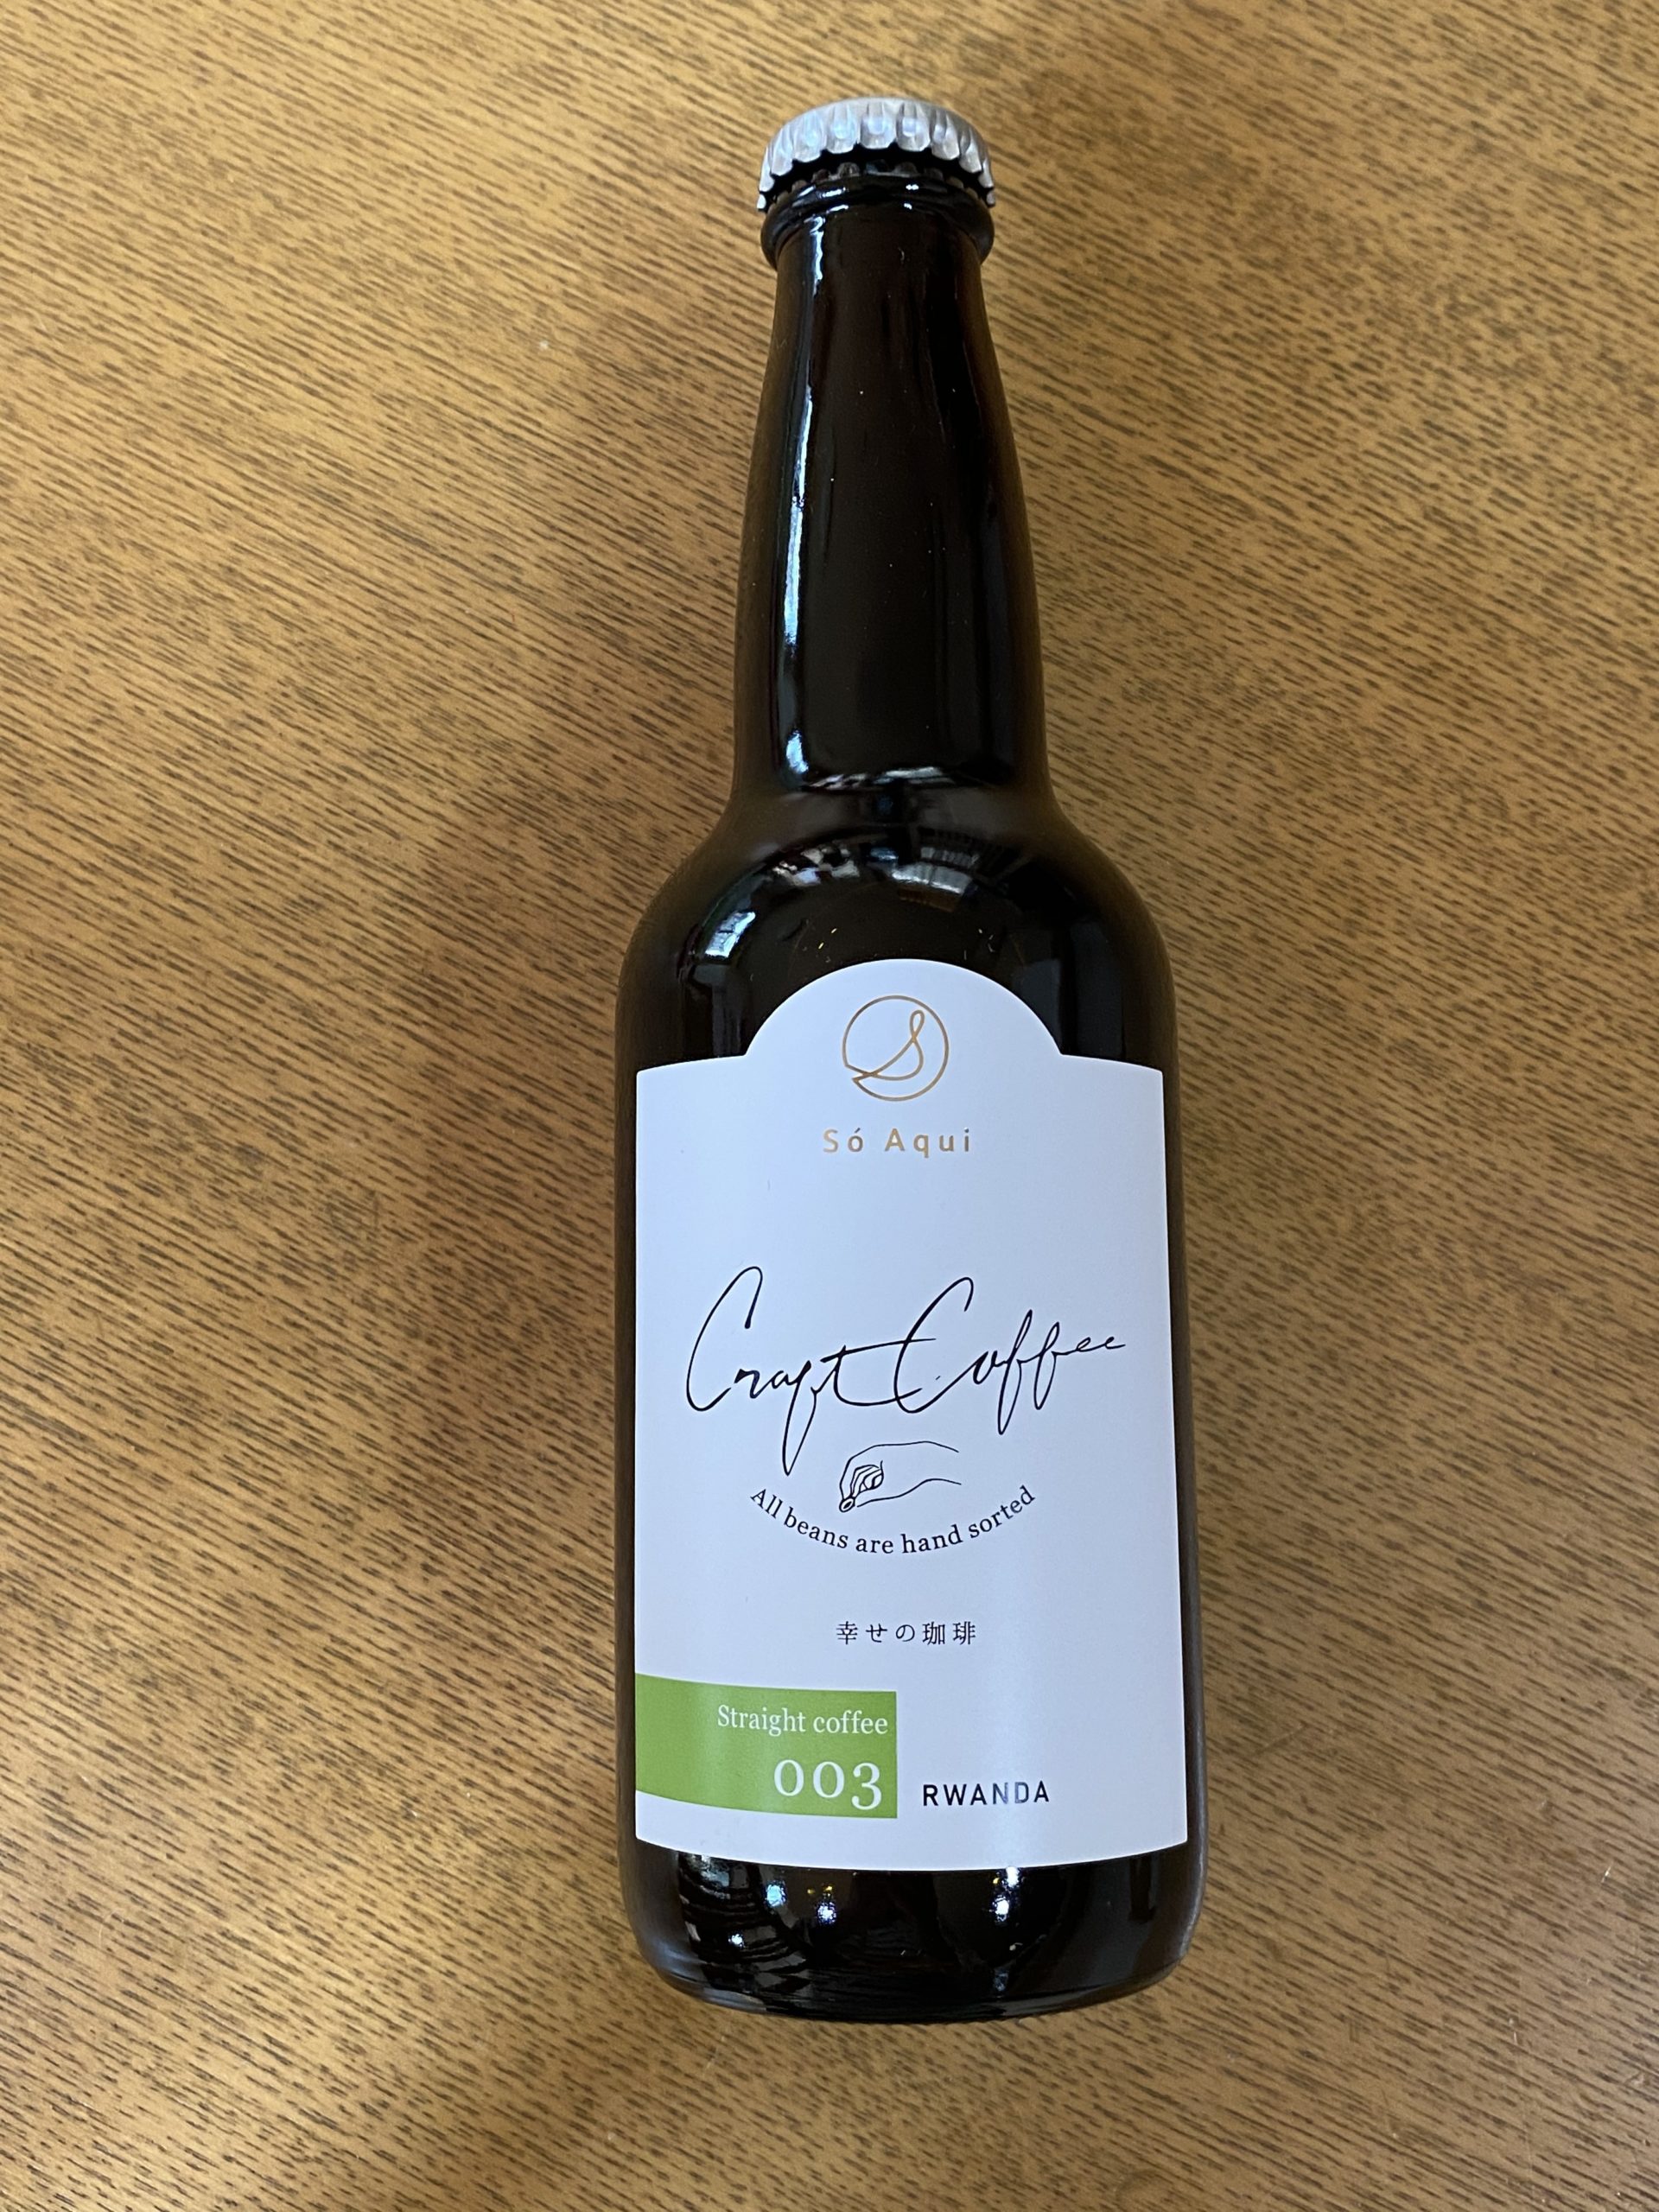 Só Aqui
Craft Coffee
All beans are hand sorted
幸せの珈琲
Straight coffee
003
RWANDA